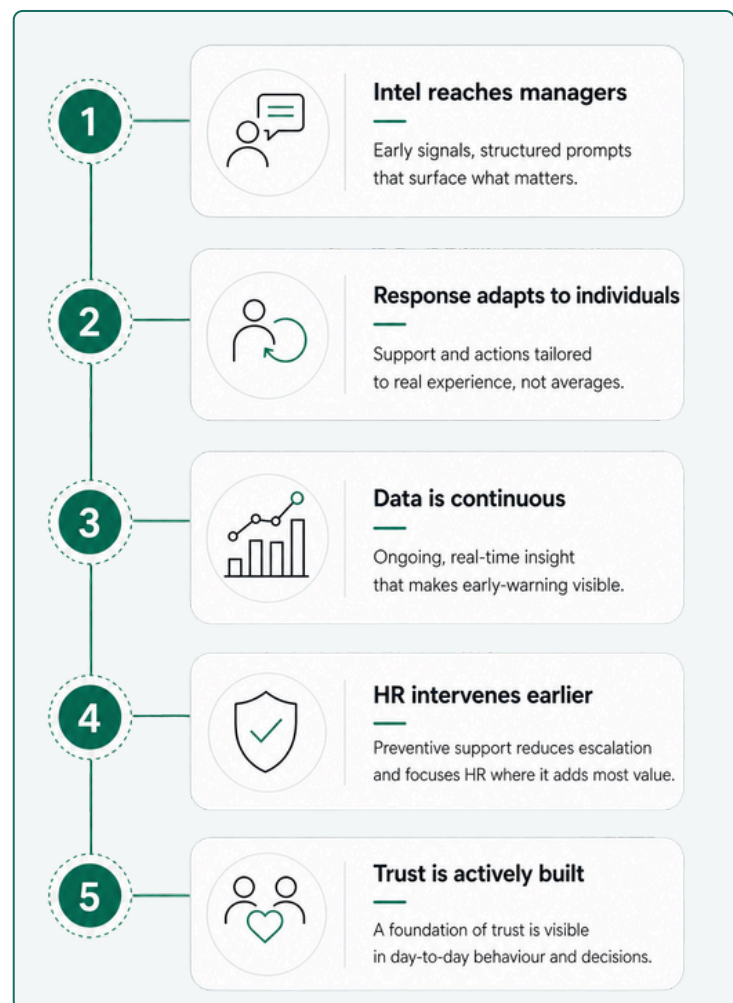 1
Intel reaches managers
Early signals, structured prompts
that surface what matters.
2
Response adapts to individuals
Support and actions tailored
to real experience, not averages.
3
Data is continuous
Ongoing, real-time insight
that makes early-warning visible.
4
HR intervenes earlier
Preventive support reduces escalation
and focuses HR where it adds most value.
5
Trust is actively built
A foundation of trust is visible
in day-to-day behaviour and decisions.